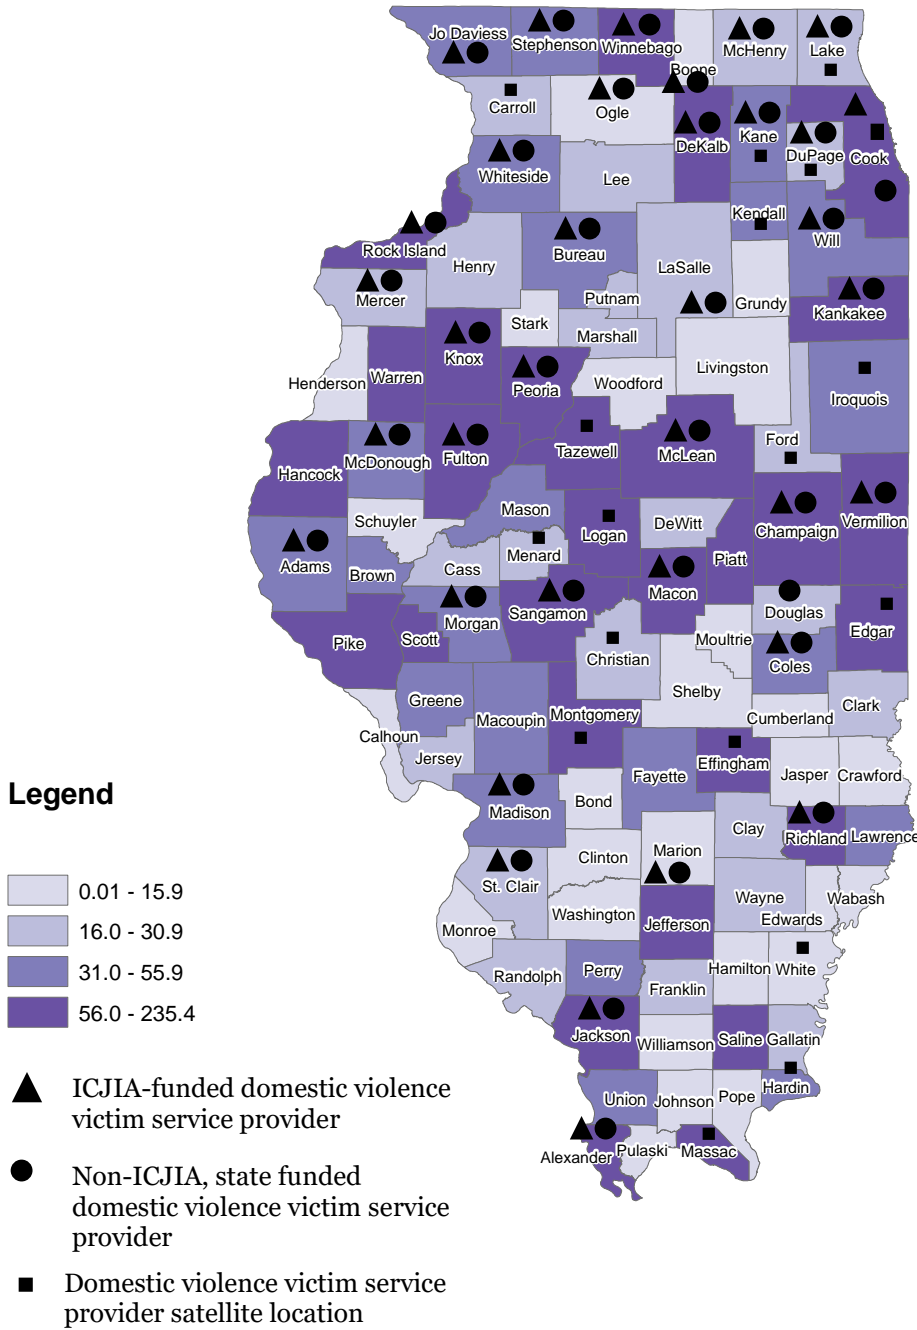 Jo Daviess
Stephenson
Winnebago
Boone
McHenry
Lake
Carroll
Ogle
DeKalb
Kane
DuPage
Cook
Whiteside
Lee
Kendall
Will
Rock Island
Henry
Bureau
LaSalle
Putnam
Grundy
Mercer
Kankakee
Stark
Marshall
Knox
Henderson
Warren
Peoria
Woodford
Livingston
Iroquois
Hancock
McDonough
Fulton
Tazewell
McLean
Ford
Schuyler
Mason
Logan
DeWitt
Champaign
Vermilion
Adams
Brown
Cass
Menard
Piatt
Macon
Morgan
Sangamon
Douglas
Pike
Scott
Christian
Moultrie
Coles
Edgar
Greene
Macoupin
Montgomery
Shelby
Cumberland
Clark
Calhoun
Jersey
Fayette
Effingham
Jasper
Crawford
Madison
Bond
Clay
Richland
Lawrence
St. Clair
Clinton
Marion
Wayne
Edwards
Wabash
Monroe
Washington
Jefferson
Randolph
Perry
Franklin
Hamilton
White
Jackson
Williamson
Saline
Gallatin
Union
Johnson
Pope
Hardin
Alexander
Pulaski
Massac
Legend
0.01 - 15.9
16.0 - 30.9
31.0 - 55.9
56.0 - 235.4
ICJIA-funded domestic violence
victim service provider
Non-ICJIA, state funded
domestic violence victim service
provider
Domestic violence victim service
provider satellite location